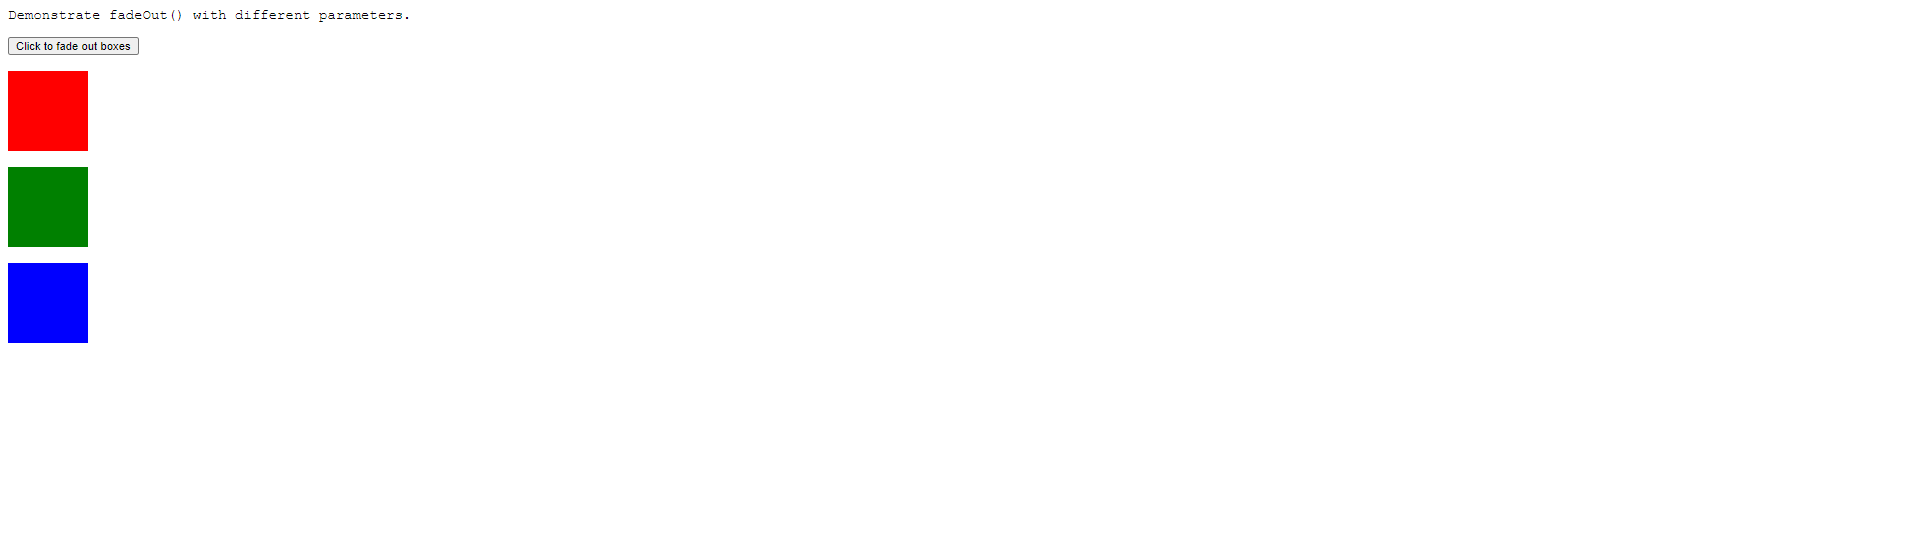 Demonstrate fadeOut() with different parameters.
Click to fade out boxes